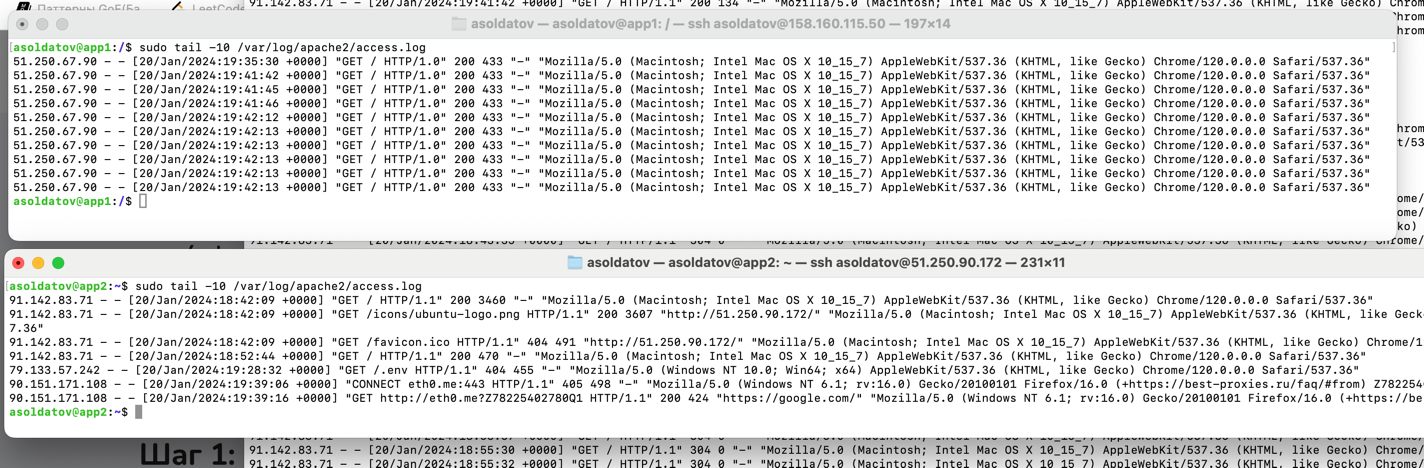 Паттерны GoF(Ба
LeetCode
91.142.83.71 - - [20/Jan/2024:19:41:42 +0000] "GET / HTTP/1.1" 200 134 "-" "Mozilla/5.0 (Macintosh; Intel Mac OS X 10_15_7) AppleWebKit/537.36 (KHTML, like Gecko) Chrome/120.0.0.0 Safari/537.36"
asoldatov — asoldatov@app1: / — ssh asoldatov@158.160.115.50 — 197×14
[asoldatov@app1:/$ sudo tail -10 /var/log/apache2/access.log ]
51.250.67.90 - - [20/Jan/2024:19:35:30 +0000] "GET / HTTP/1.0" 200 433 "-" "Mozilla/5.0 (Macintosh; Intel Mac OS X 10_15_7) AppleWebKit/537.36 (KHTML, like Gecko) Chrome/120.0.0.0 Safari/537.36"
51.250.67.90 - - [20/Jan/2024:19:41:42 +0000] "GET / HTTP/1.0" 200 433 "-" "Mozilla/5.0 (Macintosh; Intel Mac OS X 10_15_7) AppleWebKit/537.36 (KHTML, like Gecko) Chrome/120.0.0.0 Safari/537.36"
51.250.67.90 - - [20/Jan/2024:19:41:45 +0000] "GET / HTTP/1.0" 200 433 "-" "Mozilla/5.0 (Macintosh; Intel Mac OS X 10_15_7) AppleWebKit/537.36 (KHTML, like Gecko) Chrome/120.0.0.0 Safari/537.36"
51.250.67.90 - - [20/Jan/2024:19:41:46 +0000] "GET / HTTP/1.0" 200 433 "-" "Mozilla/5.0 (Macintosh; Intel Mac OS X 10_15_7) AppleWebKit/537.36 (KHTML, like Gecko) Chrome/120.0.0.0 Safari/537.36"
51.250.67.90 - - [20/Jan/2024:19:42:12 +0000] "GET / HTTP/1.0" 200 433 "-" "Mozilla/5.0 (Macintosh; Intel Mac OS X 10_15_7) AppleWebKit/537.36 (KHTML, like Gecko) Chrome/120.0.0.0 Safari/537.36"
51.250.67.90 - - [20/Jan/2024:19:42:13 +0000] "GET / HTTP/1.0" 200 433 "-" "Mozilla/5.0 (Macintosh; Intel Mac OS X 10_15_7) AppleWebKit/537.36 (KHTML, like Gecko) Chrome/120.0.0.0 Safari/537.36"
51.250.67.90 - - [20/Jan/2024:19:42:13 +0000] "GET / HTTP/1.0" 200 433 "-" "Mozilla/5.0 (Macintosh; Intel Mac OS X 10_15_7) AppleWebKit/537.36 (KHTML, like Gecko) Chrome/120.0.0.0 Safari/537.36"
51.250.67.90 - - [20/Jan/2024:19:42:13 +0000] "GET / HTTP/1.0" 200 433 "-" "Mozilla/5.0 (Macintosh; Intel Mac OS X 10_15_7) AppleWebKit/537.36 (KHTML, like Gecko) Chrome/120.0.0.0 Safari/537.36"
51.250.67.90 - - [20/Jan/2024:19:42:13 +0000] "GET / HTTP/1.0" 200 433 "-" "Mozilla/5.0 (Macintosh; Intel Mac OS X 10_15_7) AppleWebKit/537.36 (KHTML, like Gecko) Chrome/120.0.0.0 Safari/537.36"
51.250.67.90 - - [20/Jan/2024:19:42:13 +0000] "GET / HTTP/1.0" 200 433 "-" "Mozilla/5.0 (Macintosh; Intel Mac OS X 10_15_7) AppleWebKit/537.36 (KHTML, like Gecko) Chrome/120.0.0.0 Safari/537.36"
asoldatov@app1:/$
asoldatov — asoldatov@app2: ~ — ssh asoldatov@51.250.90.172 — 231×11
[asoldatov@app2:~$ sudo tail -10 /var/log/apache2/access.log
91.142.83.71 - - [20/Jan/2024:18:42:09 +0000] "GET / HTTP/1.1" 200 3460 "-" "Mozilla/5.0 (Macintosh; Intel Mac OS X 10_15_7) AppleWebKit/537.36 (KHTML, like Gecko) Chrome/120.0.0.0 Safari/537.36"
91.142.83.71 - - [20/Jan/2024:18:42:09 +0000] "GET /icons/ubuntu-logo.png HTTP/1.1" 200 3607 "http://51.250.90.172/" "Mozilla/5.0 (Macintosh; Intel Mac OS X 10_15_7) AppleWebKit/537.36 (KHTML, like Gecko
7.36"
91.142.83.71 - - [20/Jan/2024:18:42:09 +0000] "GET /favicon.ico HTTP/1.1" 404 491 "http://51.250.90.172/" "Mozilla/5.0 (Macintosh; Intel Mac OS X 10_15_7) AppleWebKit/537.36 (KHTML, like Gecko) Chrome/1
91.142.83.71 - - [20/Jan/2024:18:52:44 +0000] "GET / HTTP/1.1" 200 470 "-" "Mozilla/5.0 (Macintosh; Intel Mac OS X 10_15_7) AppleWebKit/537.36 (KHTML, like Gecko) Chrome/120.0.0.0 Safari/537.36"
79.133.57.242 - - [20/Jan/2024:19:28:32 +0000] "GET /.env HTTP/1.1" 404 455 "-" "Mozilla/5.0 (Windows NT 10.0; Win64; x64) AppleWebKit/537.36 (KHTML, like Gecko) Chrome/120.0.0.0 Safari/537.36"
90.151.171.108 - - [20/Jan/2024:19:39:06 +0000] "CONNECT eth0.me:443 HTTP/1.1" 405 498 "-" "Mozilla/5.0 (Windows NT 6.1; rv:16.0) Gecko/20100101 Firefox/16.0 (+https://best-proxies.ru/faq/#from) Z782254
90.151.171.108 - - [20/Jan/2024:19:39:16 +0000] "GET http://eth0.me?Z78225402780Q1 HTTP/1.1" 200 424 "https://google.com/" "Mozilla/5.0 (Windows NT 6.1; rv:16.0) Gecko/20100101 Firefox/16.0 (+https://be
asoldatov@app2:~$
Шаг 1:
91.142.83.71 - - [20/Jan/2024:18:55:30 +0000] "GET / HTTP/1.1" 304 0 "-" "Mozilla/5.0 (Macintosh; Intel Mac OS X 10_15_7) AppleWebKit/537.36 (KHTML, like Gecko) Chrome/
91.142.83.71 - - [20/Jan/2024:18:55:32 +0000] "GET / HTTP/1.1" 304 0 "-" "Mozilla/5.0 (Macintosh; Intel Mac OS X 10_15_7) AppleWebKit/537.36 (KHTML, like Gecko) Chrome/